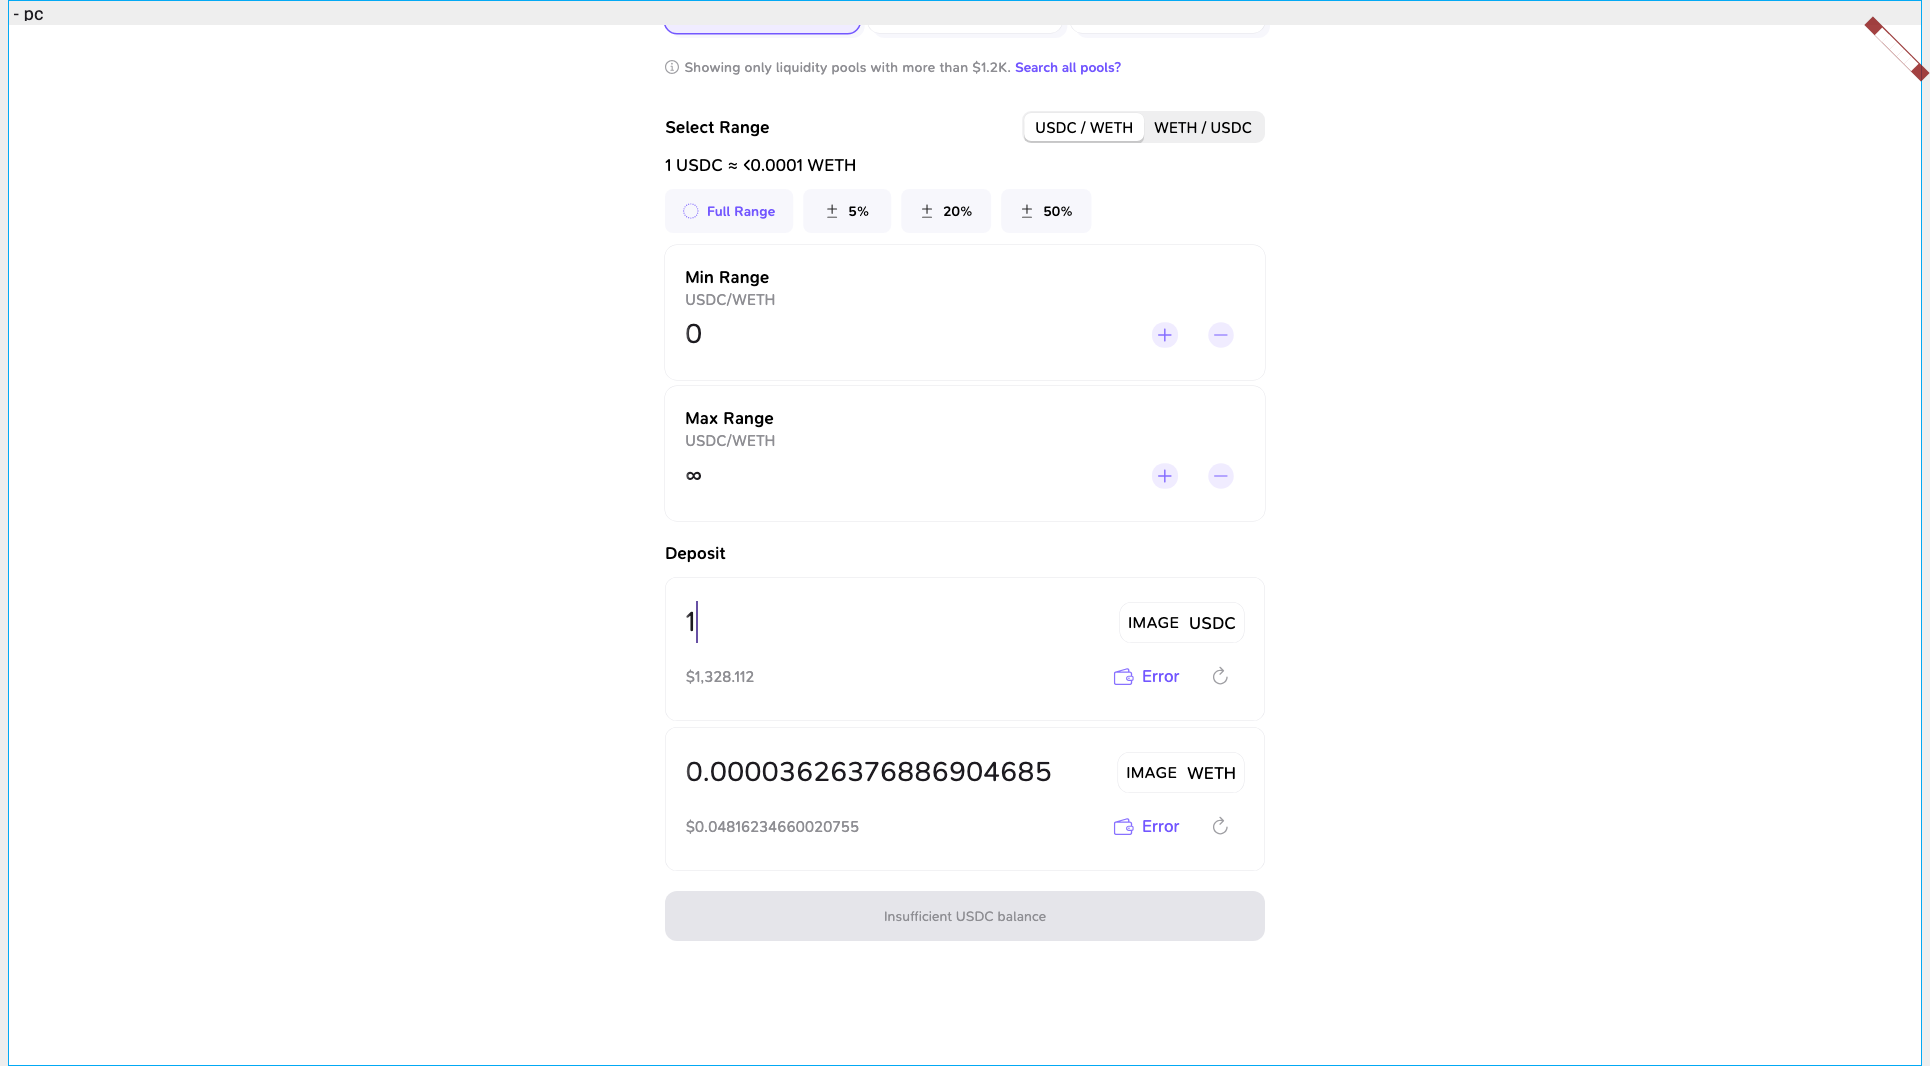 - pc
Showing only liquidity pools with more than $1.2K. Search all pools?
Select Range
USDC / WETH WETH / USDC
1 USDC ≈ <0.0001 WETH
Full Range ± 5% ± 20% ± 50%
Min Range
USDC/WETH
0
Max Range
USDC/WETH
∞
Deposit
1 IMAGE USDC
$1,328.112 Error
0.00003626376886904685 IMAGE WETH
$0.04816234660020755 Error
Insufficient USDC balance